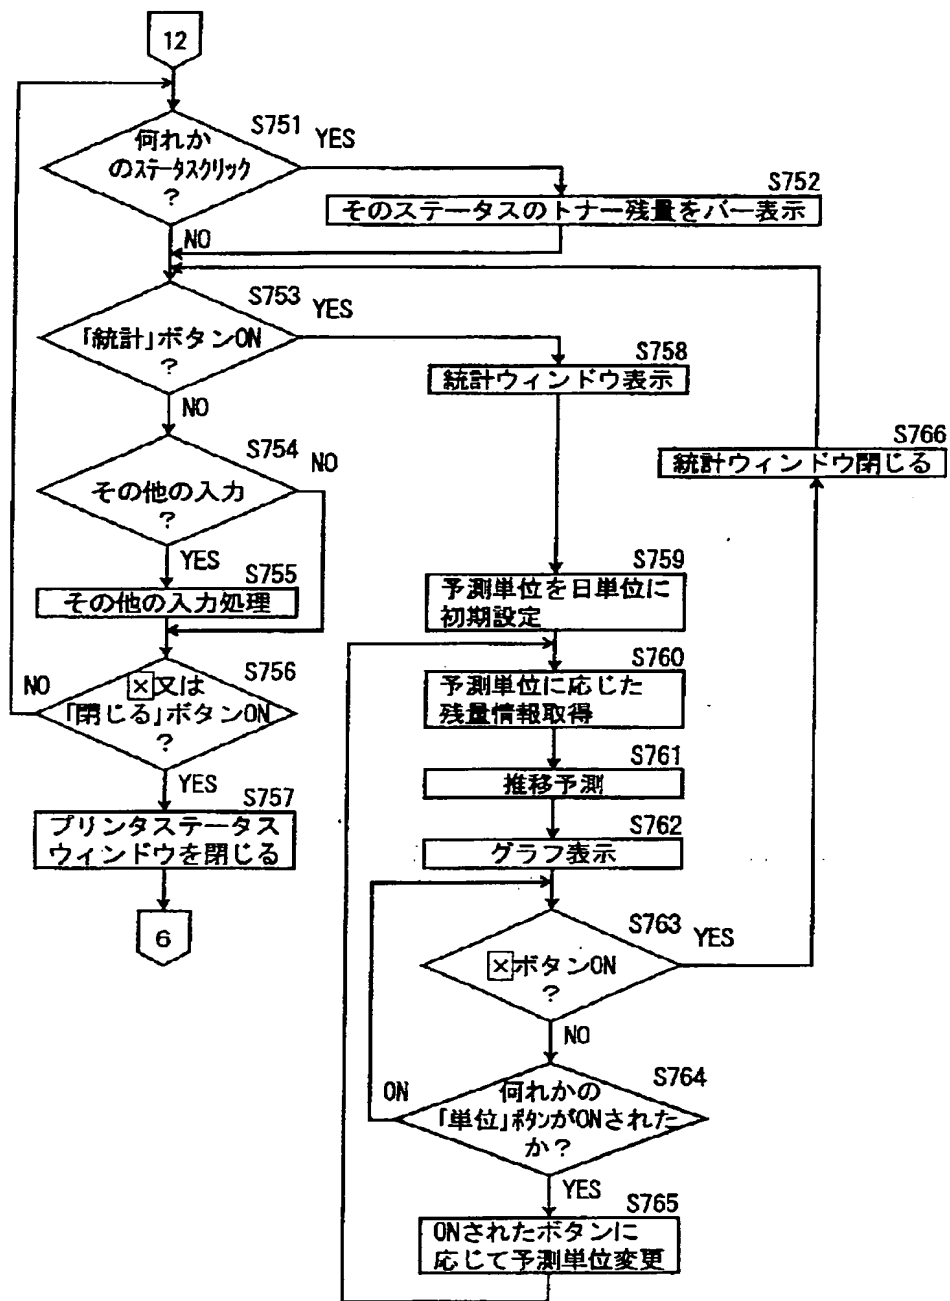 12
S751
何れか
のステータスクリック
?
YES
NO
S752
そのステータスのトナー残量をバー表示
S753
「統計」ボタンON
?
YES
NO
S754
その他の入力
?
NO
YES
S755
その他の入力処理
S756
×又は
「閉じる」ボタンON
?
NO
YES
S757
プリンタステータス
ウィンドウを閉じる
6
S758
統計ウィンドウ表示
S759
予測単位を日単位に
初期設定
S760
予測単位に応じた
残量情報取得
S761
推移予測
S762
グラフ表示
S763
×ボタンON
?
YES
NO
S764
何れかの
「単位」ボタンがONされた
か?
ON
YES
S765
ONされたボタンに
応じて予測単位変更
S766
統計ウィンドウ閉じる